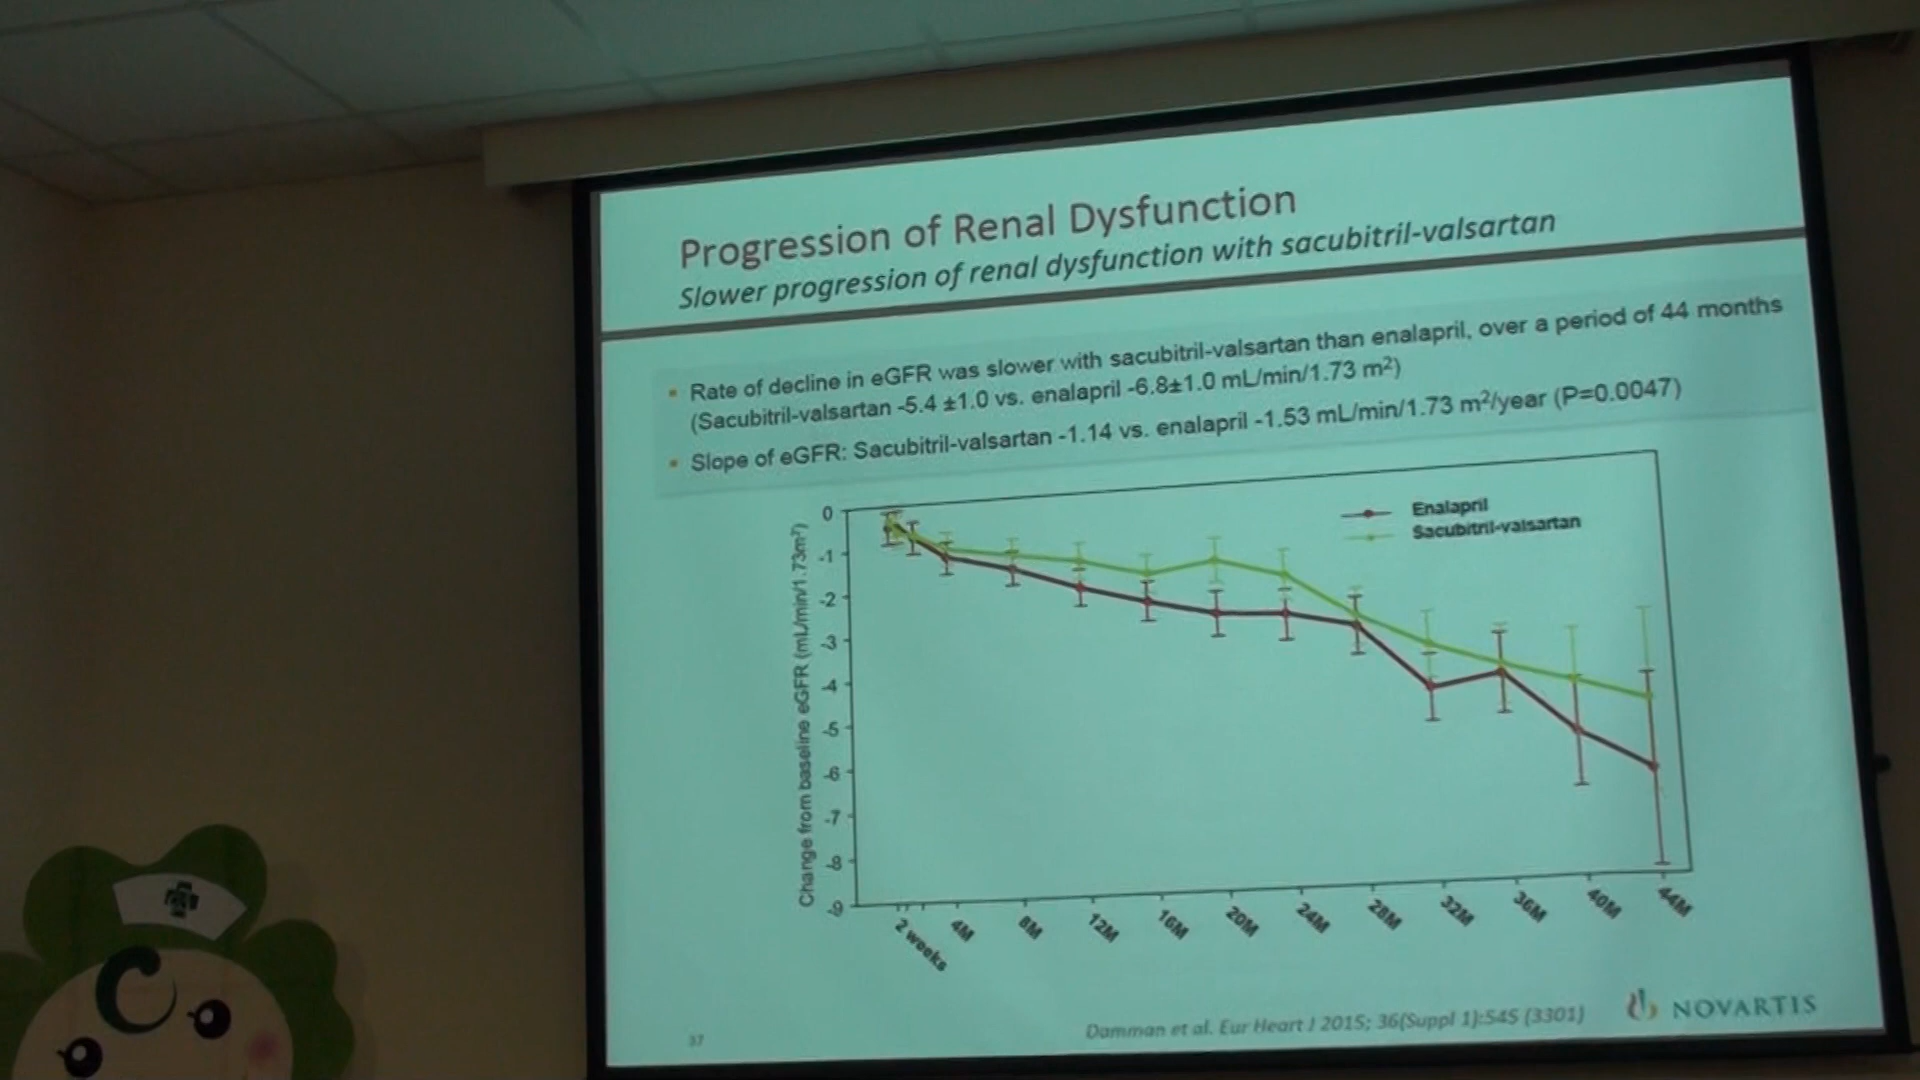 Progression of Renal Dysfunction
Slower progression of renal dysfunction with sacubitril-valsartan
▪ Rate of decline in eGFR was slower with sacubitril-valsartan than enalapril, over a period of 44 months
(Sacubitril-valsartan -5.4 ±1.0 vs. enalapril -6.8±1.0 mL/min/1.73 m²)
▪ Slope of eGFR: Sacubitril-valsartan -1.14 vs. enalapril -1.53 mL/min/1.73 m²/year (P=0.0047)
Enalapril
Sacubitril-valsartan
Change from baseline eGFR (mL/min/1.73m²)
0
-1
-2
-3
-4
-5
-6
-7
-8
-9
2 weeks
4M
8M
12M
16M
20M
24M
28M
32M
36M
40M
44M
37
Damman et al. Eur Heart J 2015; 36(Suppl 1):545 (3301)
NOVARTIS
C